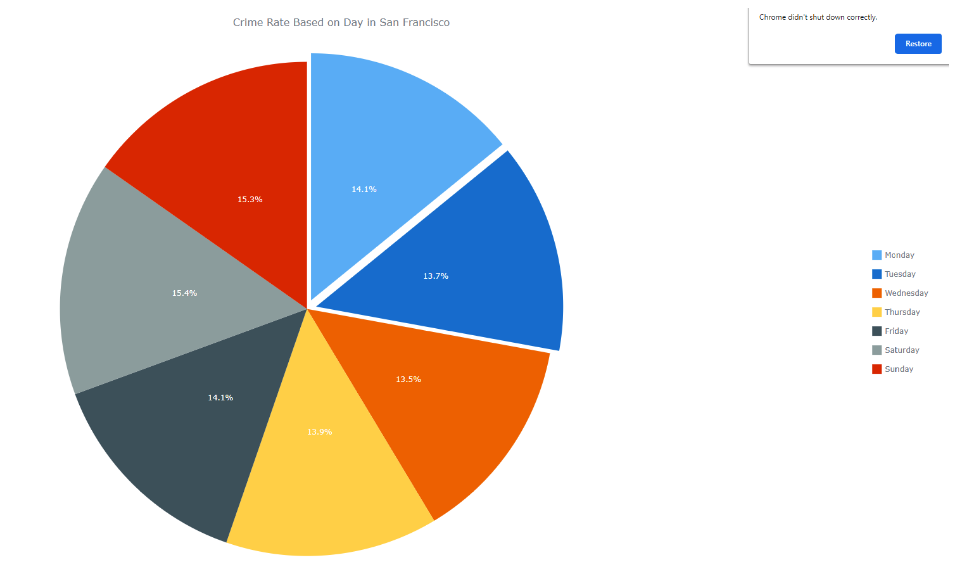 Crime Rate Based on Day in San Francisco
Chrome didn't shut down correctly.
Restore
14.1%
15.3%
13.7%
15.4%
13.5%
14.1%
13.9%
Monday
Tuesday
Wednesday
Thursday
Friday
Saturday
Sunday